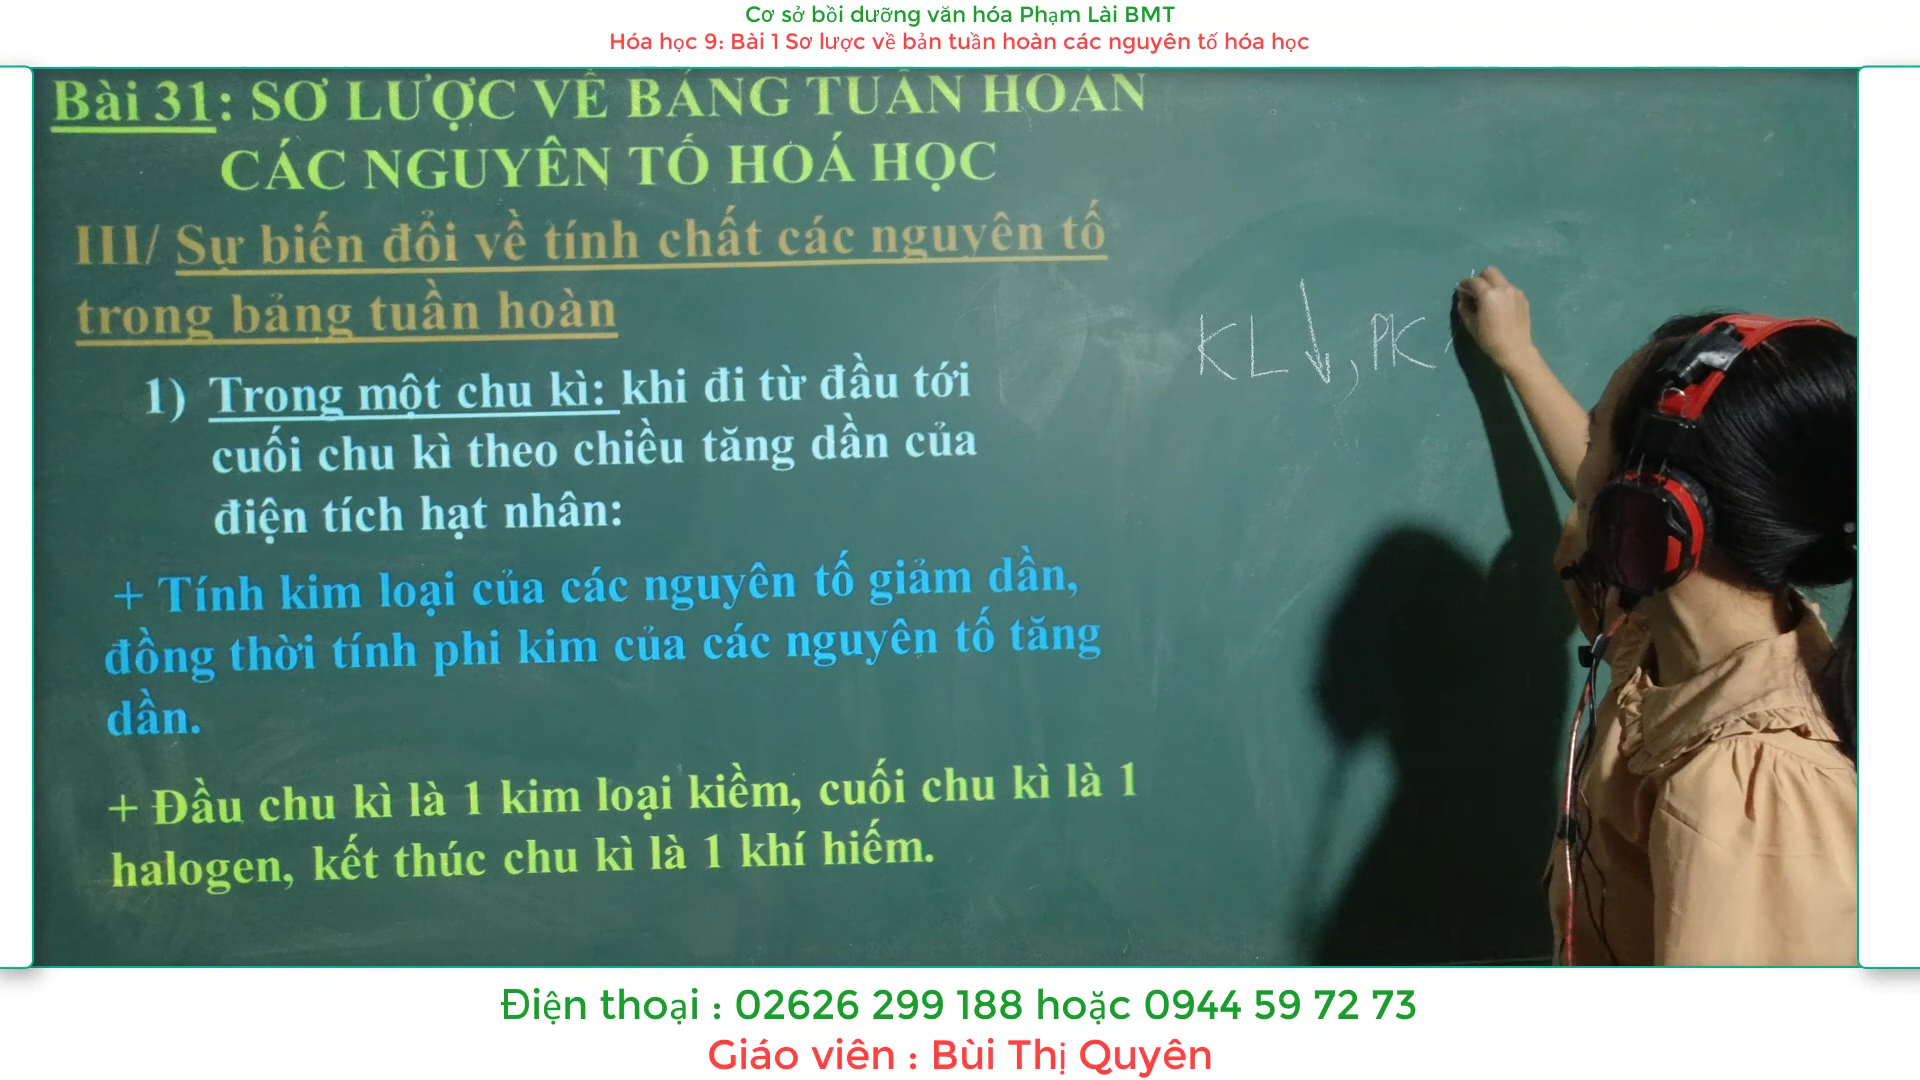 Cơ sở bồi dưỡng văn hóa Phạm Lài BMT
Hóa học 9: Bài 1 Sơ lược về bản tuần hoàn các nguyên tố hóa học
Bài 31: SƠ LƯỢC VỀ BẢNG TUẦN HOÀN
CÁC NGUYÊN TỐ HOÁ HỌC
III/ Sự biến đổi về tính chất các nguyên tố
trong bảng tuần hoàn
1) Trong một chu kì: khi đi từ đầu tới
cuối chu kì theo chiều tăng dần của
điện tích hạt nhân:
+ Tính kim loại của các nguyên tố giảm dần,
đồng thời tính phi kim của các nguyên tố tăng
dần.
+ Đầu chu kì là 1 kim loại kiềm, cuối chu kì là 1
halogen, kết thúc chu kì là 1 khí hiếm.
KL↓, PK
Điện thoại : 02626 299 188 hoặc 0944 59 72 73
Giáo viên : Bùi Thị Quyên